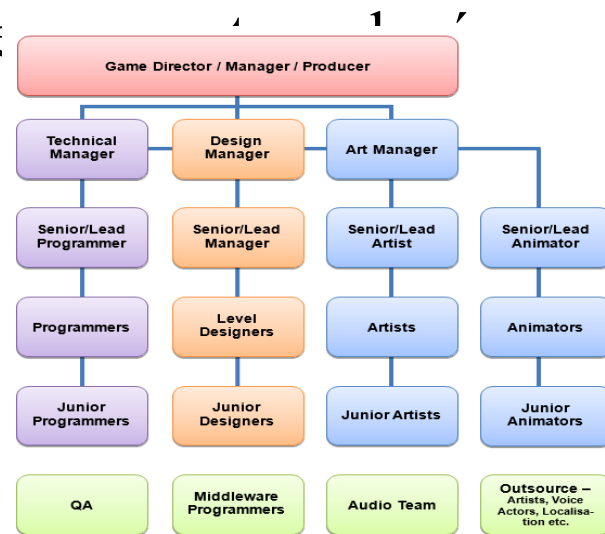 Game Director / Manager / Producer
Technical
Manager
Design
Manager
Art Manager
Senior/Lead
Programmer
Senior/Lead
Manager
Senior/Lead
Artist
Senior/Lead
Animator
Programmers
Level
Designers
Artists
Animators
Junior
Programmers
Junior
Designers
Junior Artists
Junior
Animators
QA
Middleware
Programmers
Audio Team
Outsource –
Artists, Voice
Actors, Localisa-
tion etc.